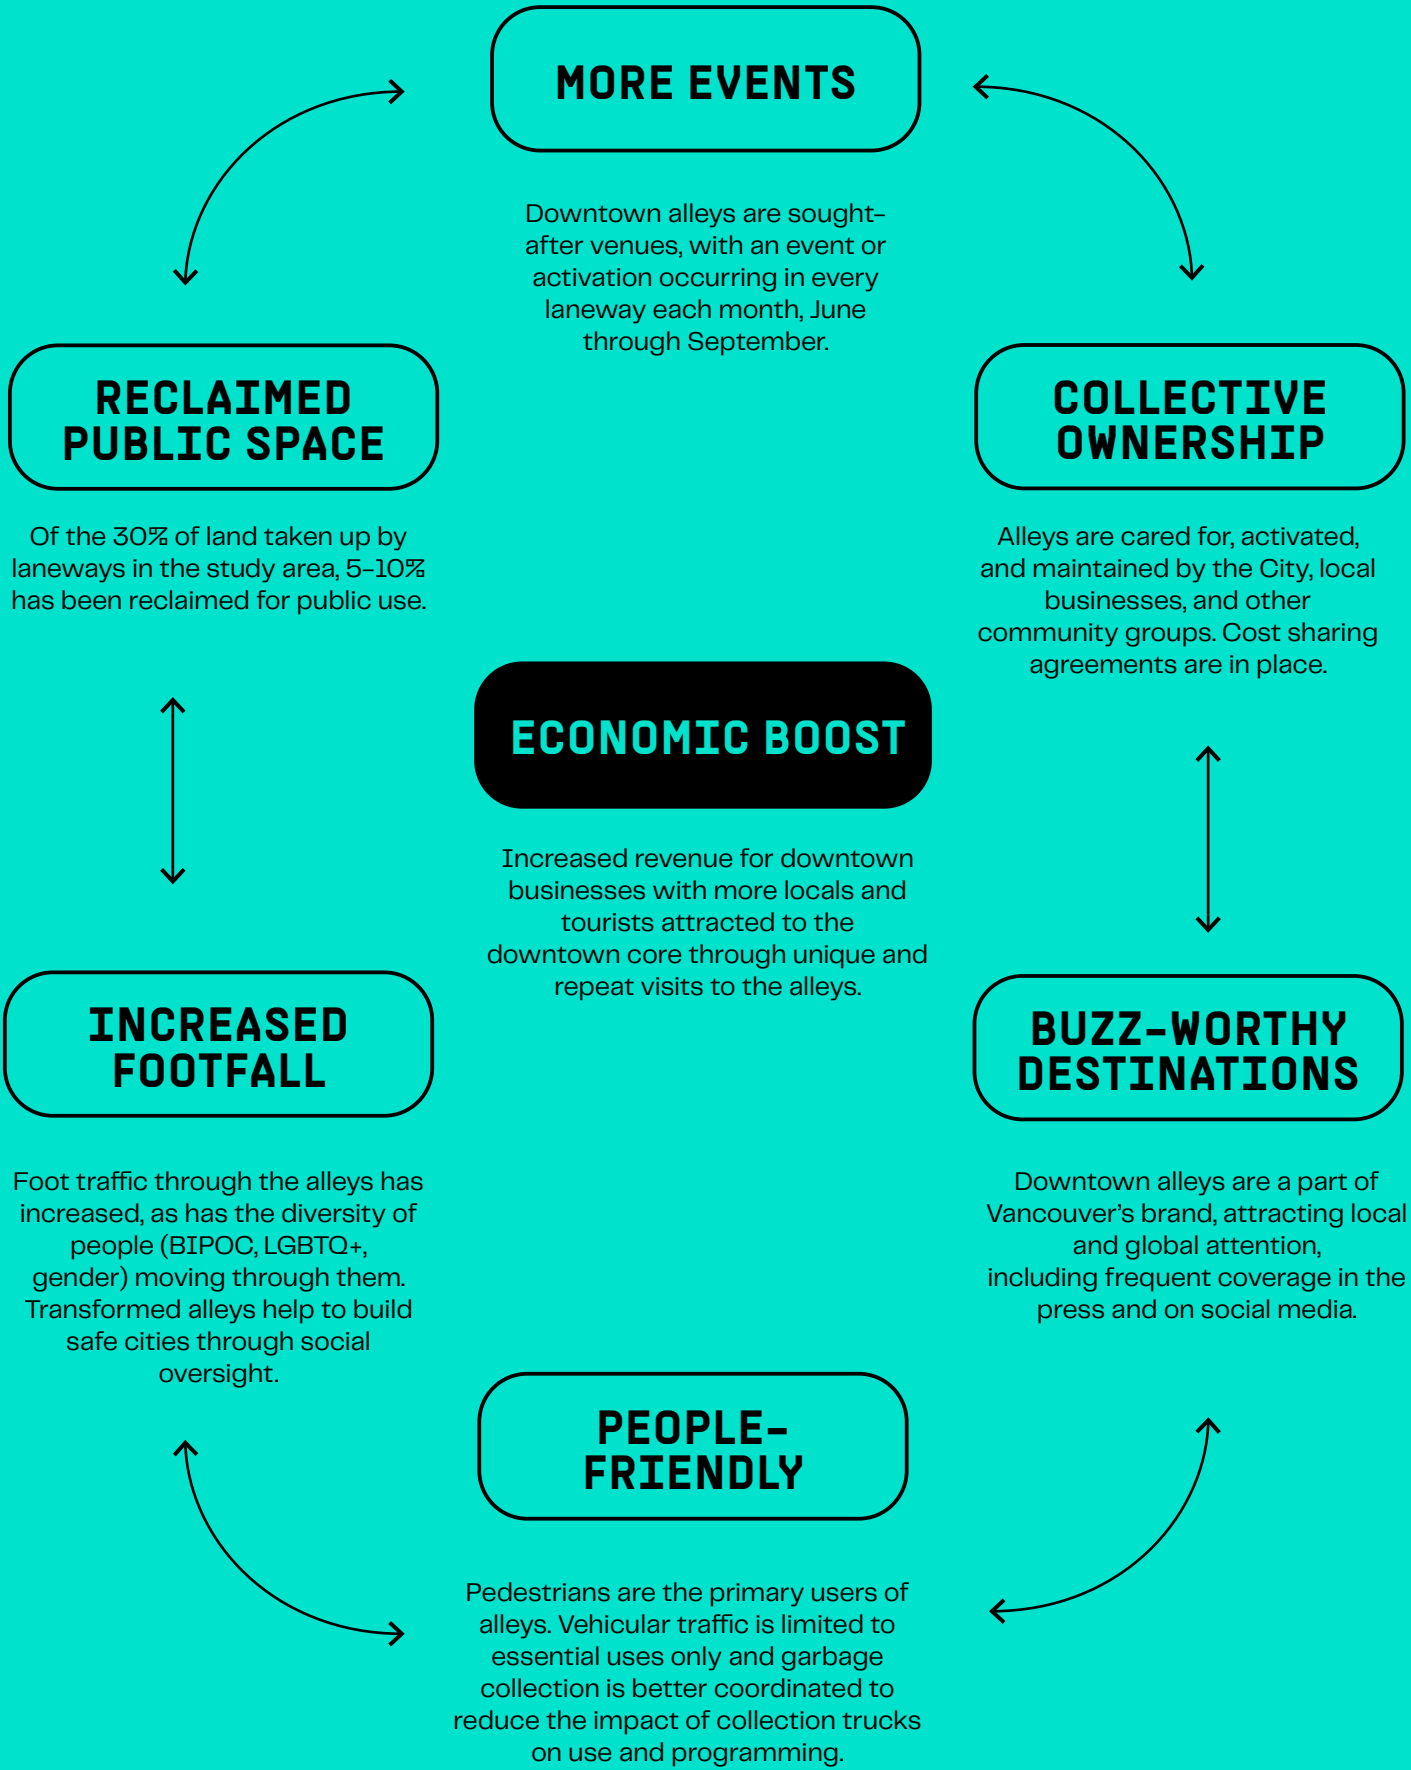 MORE EVENTS
Downtown alleys are sought-
after venues, with an event or
activation occurring in every
laneway each month, June
through September.
RECLAIMED
PUBLIC SPACE
Of the 30% of land taken up by
laneways in the study area, 5-10%
has been reclaimed for public use.
COLLECTIVE
OWNERSHIP
Alleys are cared for, activated,
and maintained by the City, local
businesses, and other
community groups. Cost sharing
agreements are in place.
ECONOMIC BOOST
Increased revenue for downtown
businesses with more locals and
tourists attracted to the
downtown core through unique and
repeat visits to the alleys.
INCREASED
FOOTFALL
Foot traffic through the alleys has
increased, as has the diversity of
people (BIPOC, LGBTQ+,
gender) moving through them.
Transformed alleys help to build
safe cities through social
oversight.
BUZZ-WORTHY
DESTINATIONS
Downtown alleys are a part of
Vancouver's brand, attracting local
and global attention,
including frequent coverage in the
press and on social media.
PEOPLE-
FRIENDLY
Pedestrians are the primary users of
alleys. Vehicular traffic is limited to
essential uses only and garbage
collection is better coordinated to
reduce the impact of collection trucks
on use and programming.